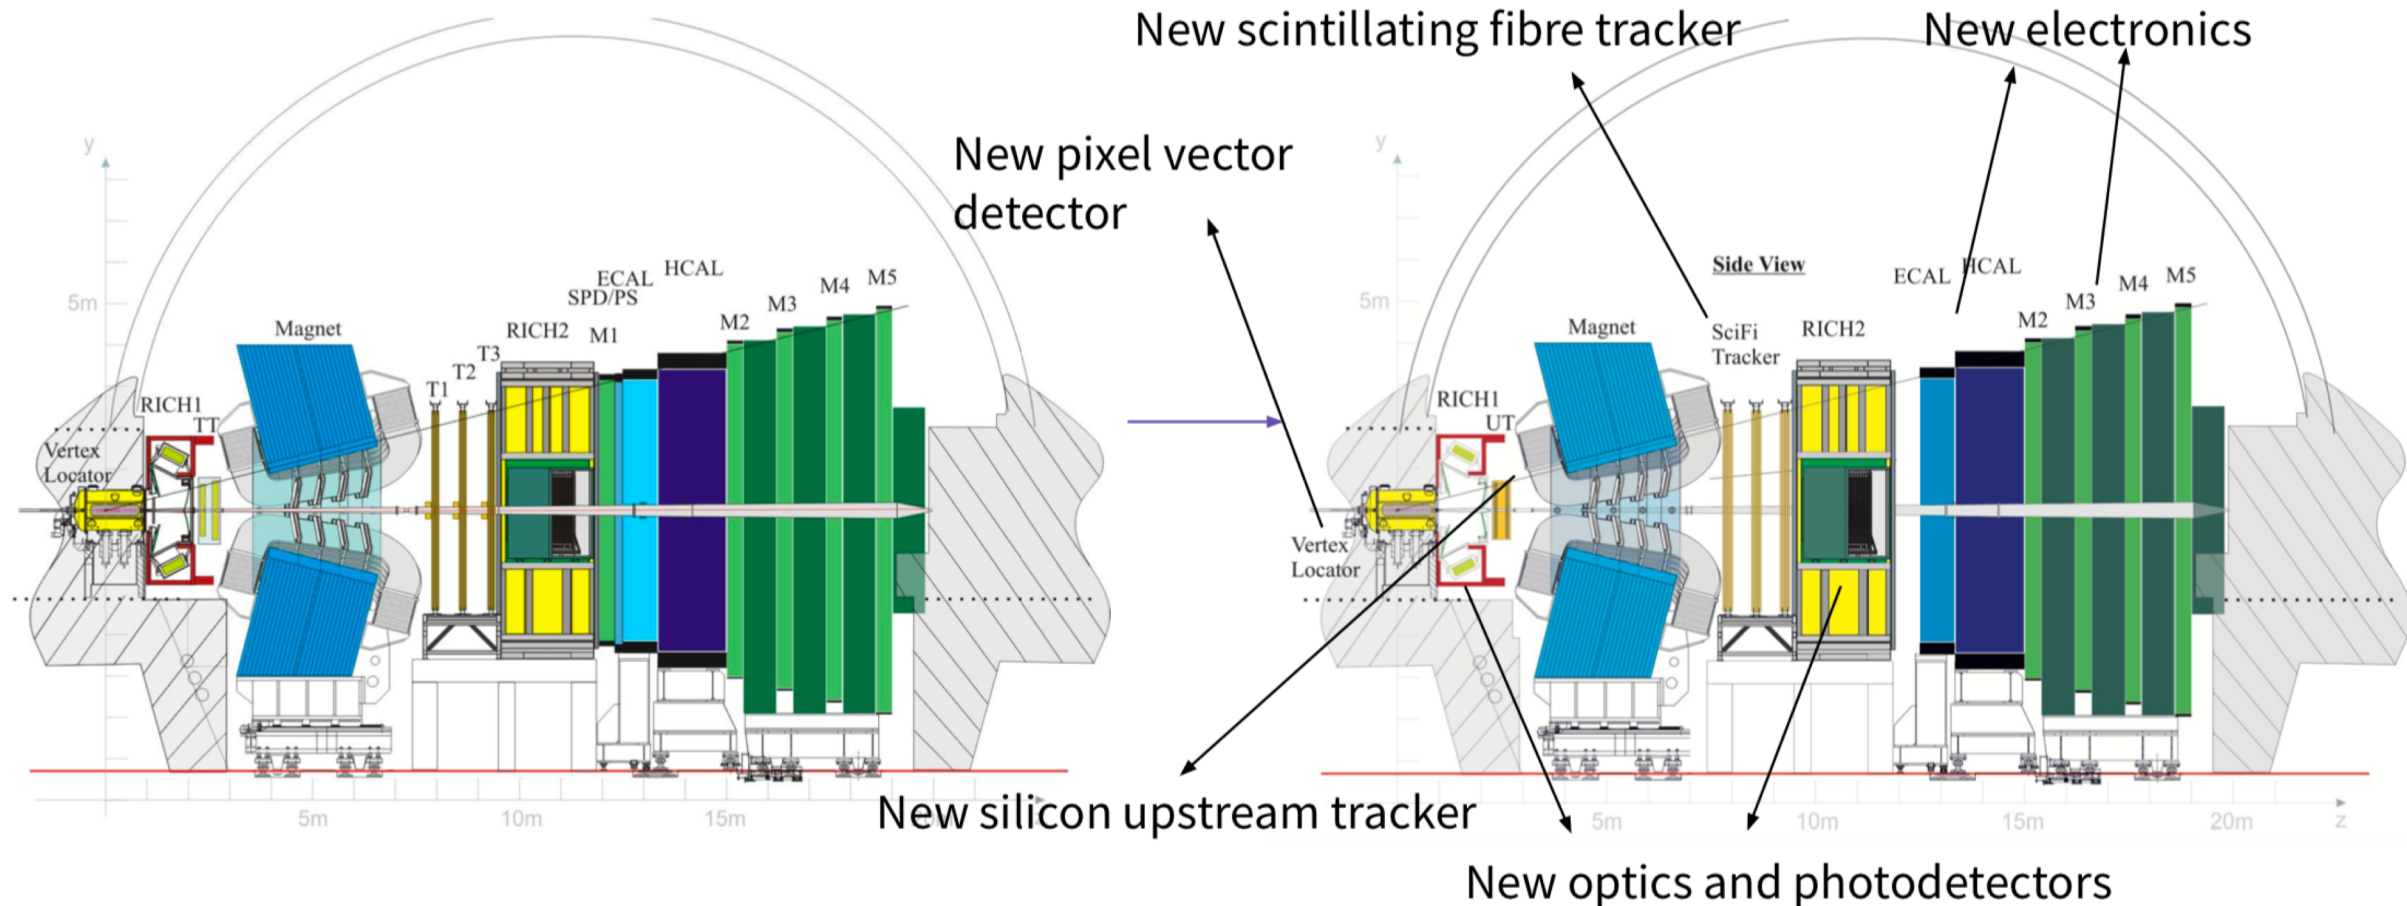 New scintillating fibre tracker
New electronics
New pixel vector
detector
y
5m
Magnet
RICH1
TT
Vertex
Locator
T1
T2
T3
RICH2
SPD/PS
ECAL
HCAL
M1
M2
M3
M4
M5
5m
10m
15m
y
5m
Side View
Magnet
RICH1
UT
Vertex
Locator
SciFi
Tracker
RICH2
ECAL
HCAL
M2
M3
M4
M5
5m
10m
15m
20m
z
New silicon upstream tracker
New optics and photodetectors